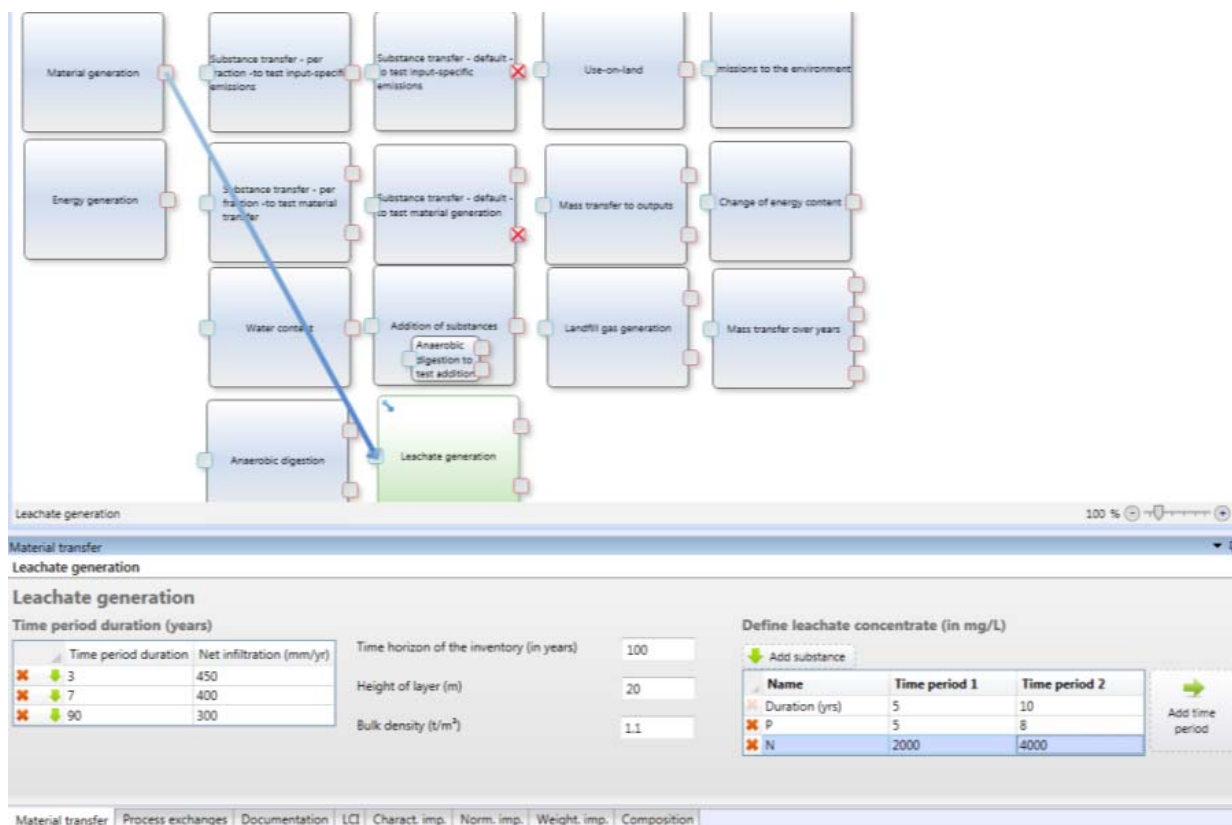 Material generation
Substance transfer - per
fraction -to test input-specifi
emissions
Substance transfer - default -
to test input-specific
emissions
Use-on-land
missions to the environment
Energy generation
Substance transfer - per
fraction -to test material
transfer
Substance transfer - default -
to test material generation
Mass transfer to outputs
Change of energy content
Water content
Addition of substances
Anaerobic
digestion to
test addition
Landfill gas generation
Mass transfer over years
Anaerobic digestion
Leachate generation
Leachate generation
100 %
Material transfer
Leachate generation
Leachate generation
Time period duration (years)
Time period duration Net infiltration (mm/yr)
3 450
7 400
90 300
Time horizon of the inventory (in years) 100
Height of layer (m) 20
Bulk density (t/m³) 1.1
Define leachate concentrate (in mg/L)
Add substance
Name Time period 1 Time period 2
Duration (yrs) 5 10
P 5 8
N 2000 4000
Add time
period
Material transfer Process exchanges Documentation LCI Charact. imp. Norm. imp. Weight. imp. Composition